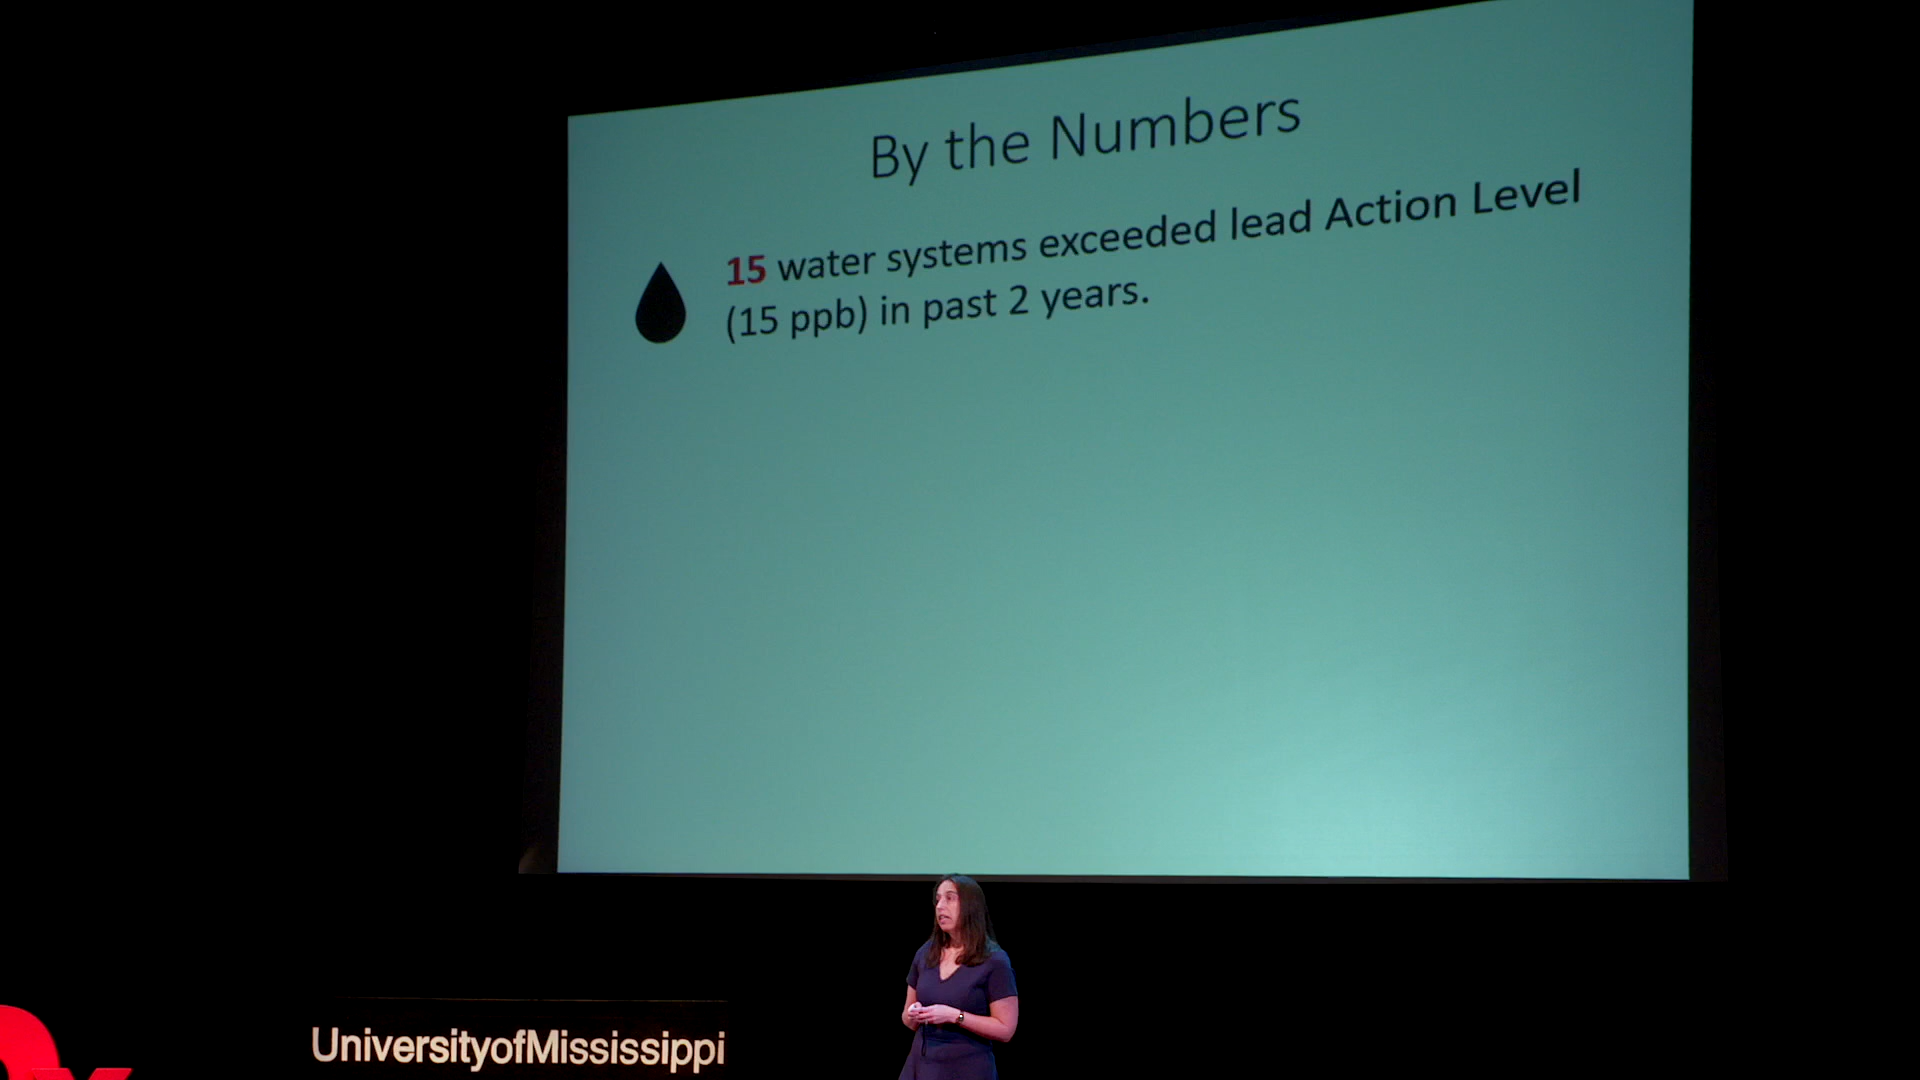 By the Numbers
15 water systems exceeded lead Action Level
(15 ppb) in past 2 years.
UniversityofMississippi